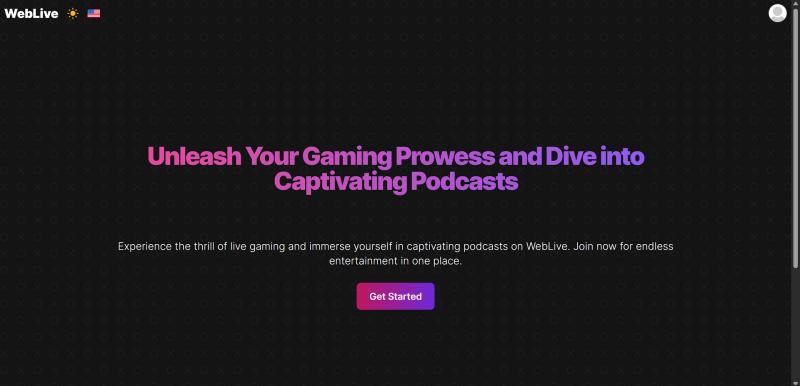 WebLive
Unleash Your Gaming Prowess and Dive into
Captivating Podcasts
Experience the thrill of live gaming and immerse yourself in captivating podcasts on WebLive. Join now for endless
entertainment in one place.
Get Started